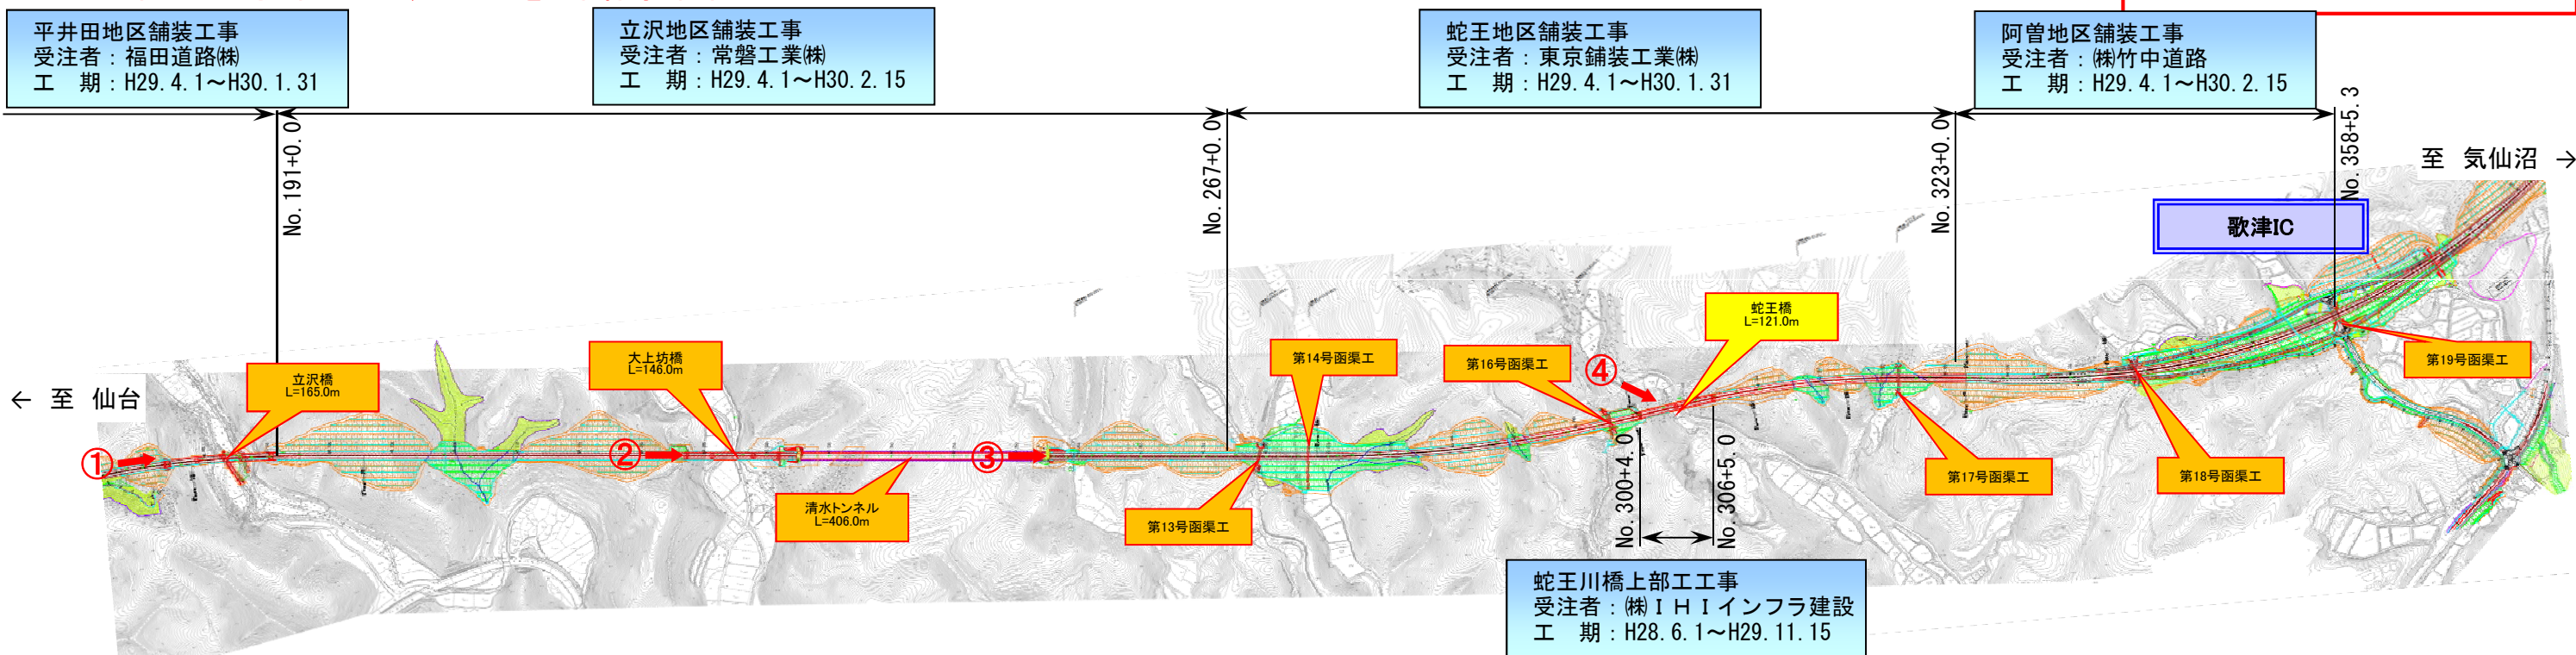 平井田地区舗装工事
受注者：福田道路㈱
工　期：H29.4.1～H30.1.31
立沢地区舗装工事
受注者：常磐工業㈱
工　期：H29.4.1～H30.2.15
蛇王地区舗装工事
受注者：東京鋪装工業㈱
工　期：H29.4.1～H30.1.31
阿曽地区舗装工事
受注者：㈱竹中道路
工　期：H29.4.1～H30.2.15
No.191+0.0
No.267+0.0
No.323+0.0
No.358+5.3
至 気仙沼 →
歌津IC
← 至 仙台
立沢橋
L=165.0m
大上坊橋
L=146.0m
第14号函渠工
第16号函渠工
蛇王橋
L=121.0m
第19号函渠工
①
②
③
④
清水トンネル
L=406.0m
第13号函渠工
第17号函渠工
第18号函渠工
No.300+4.0
No.306+5.0
蛇王川橋上部工工事
受注者：㈱ＩＨＩインフラ建設
工　期：H28.6.1～H29.11.15